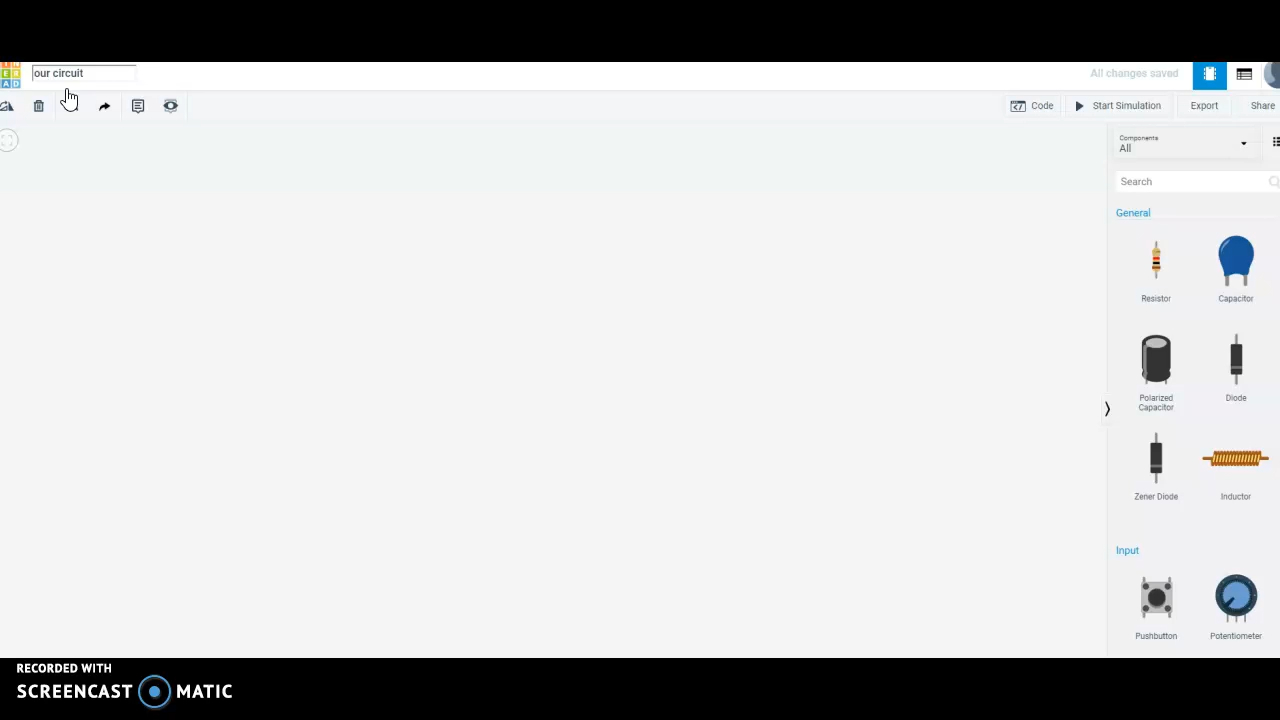 our circuit
All changes saved
Code
Start Simulation
Export
Share
Components
All
Search
General
Resistor
Capacitor
Polarized
Capacitor
Diode
Zener Diode
Inductor
Input
Pushbutton
Potentiometer
RECORDED WITH
SCREENCAST MATIC